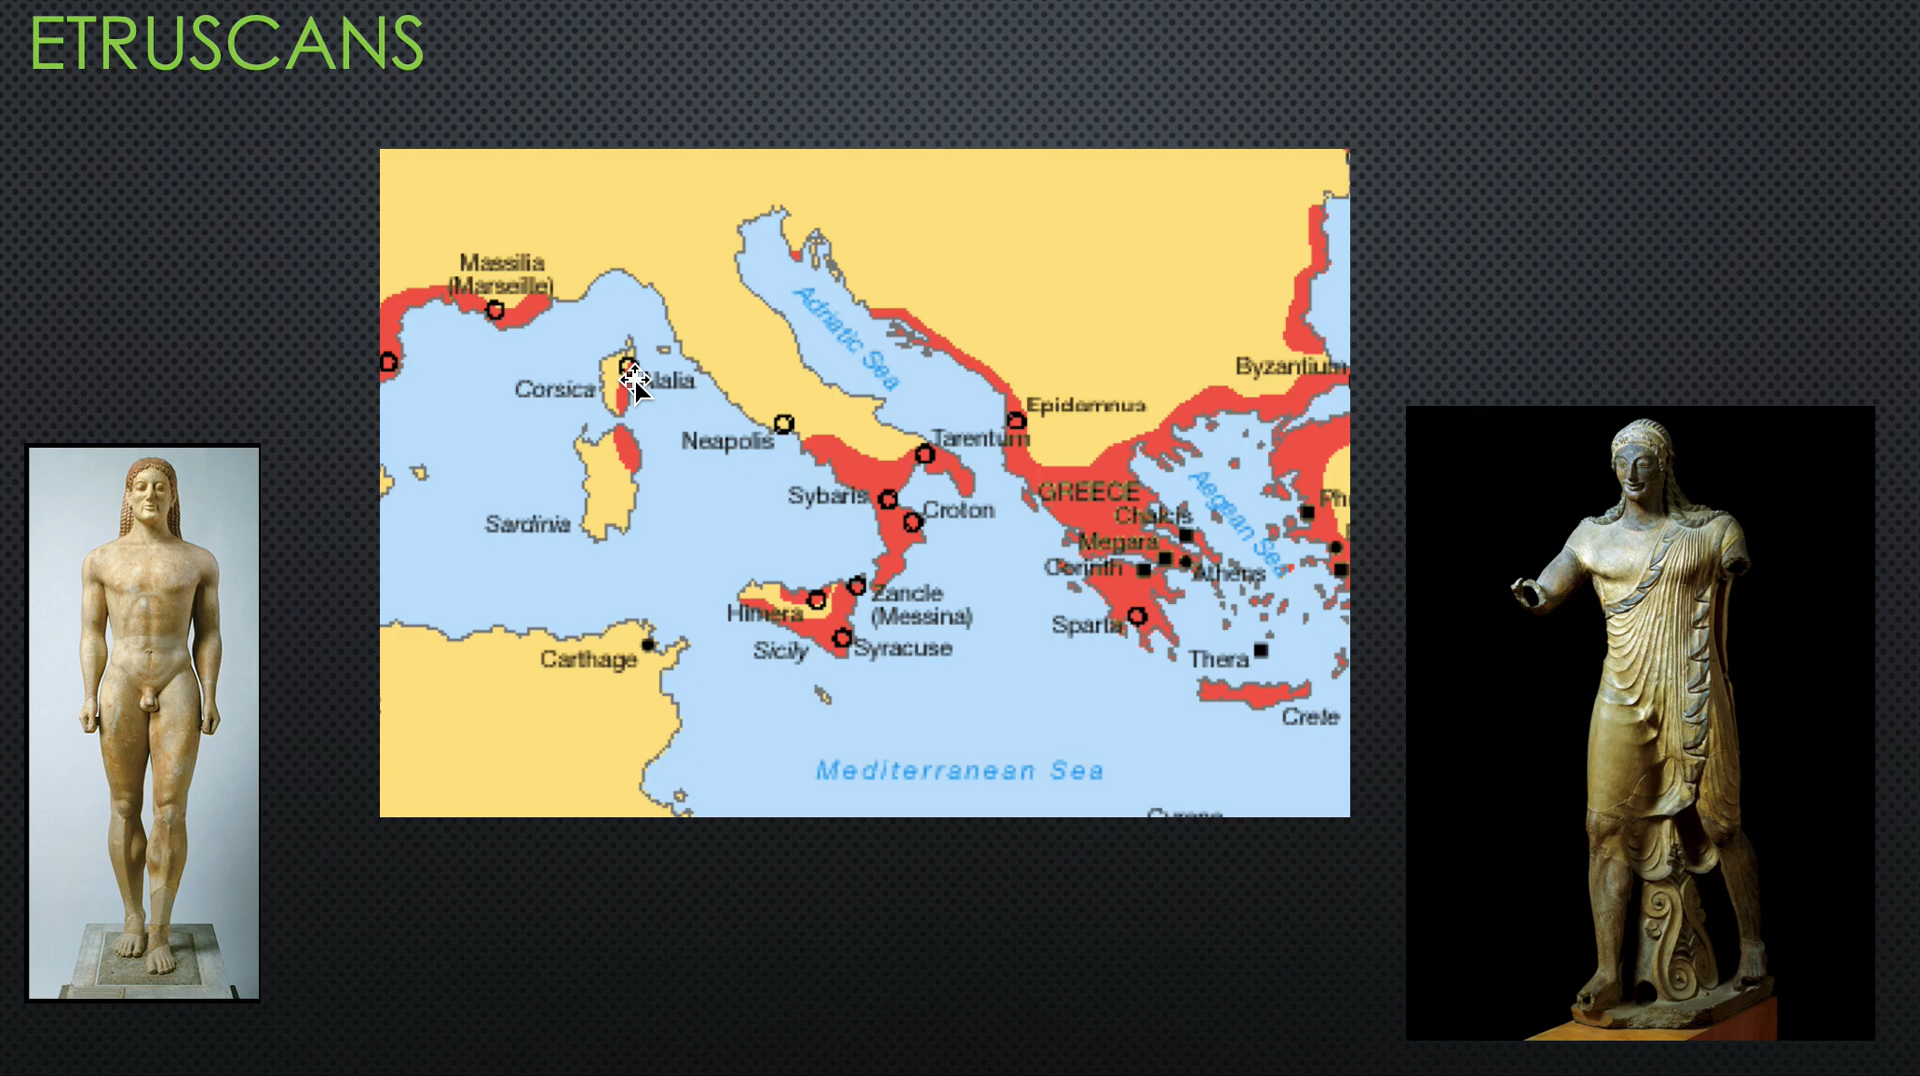 ETRUSCANS
Massilia
(Marseille)
Adriatic Sea
Byzantium
Corsica
Epidamnus
Neapolis
Tarentum
Sybaris
GREECE
Aegean Sea
Croton
Chalcis
Sardinia
Megara
Corinth
Athens
Zancle
(Messina)
Himera
Sparta
Sicily
Syracuse
Carthage
Thera
Crete
Mediterranean Sea